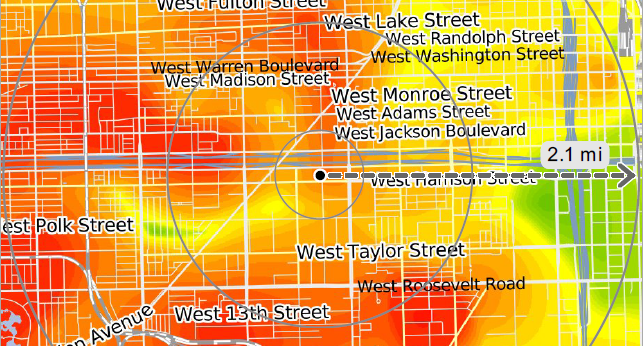 West Fulton Street
West Lake Street
West Randolph Street
West Washington Street
West Warren Boulevard
West Madison Street
West Monroe Street
West Adams Street
West Jackson Boulevard
2.1 mi
West Harrison Street
est Polk Street
West Taylor Street
West Roosevelt Road
West 13th Street
on Avenue